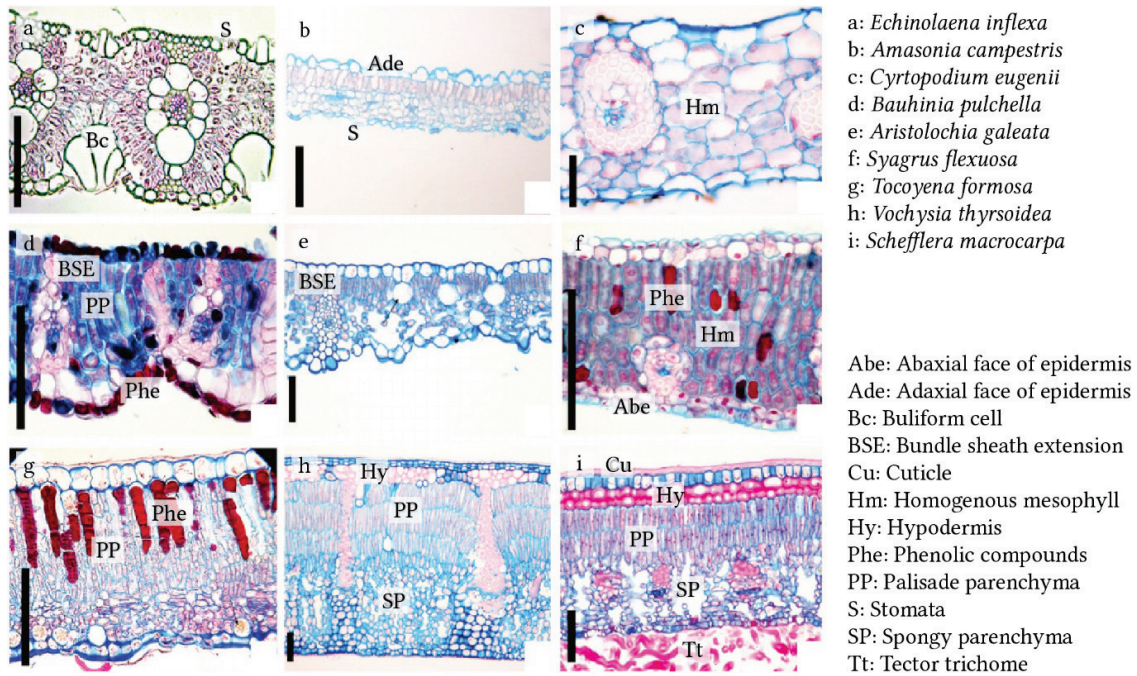 a
S
Bc
b
Ade
S
c
Hm
d
BSE
PP
Phe
e
BSE
f
Phe
Hm
Abe
g
Phe
PP
h
Hy
PP
SP
i
Cu
Hy
PP
SP
Tt
a: Echinolaena inflexa
b: Amasonia campestris
c: Cyrtopodium eugenii
d: Bauhinia pulchella
e: Aristolochia galeata
f: Syagrus flexuosa
g: Tocoyena formosa
h: Vochysia thyrsoidea
i: Schefflera macrocarpa
Abe: Abaxial face of epidermis
Ade: Adaxial face of epidermis
Bc: Buliform cell
BSE: Bundle sheath extension
Cu: Cuticle
Hm: Homogenous mesophyll
Hy: Hypodermis
Phe: Phenolic compounds
PP: Palisade parenchyma
S: Stomata
SP: Spongy parenchyma
Tt: Tector trichome